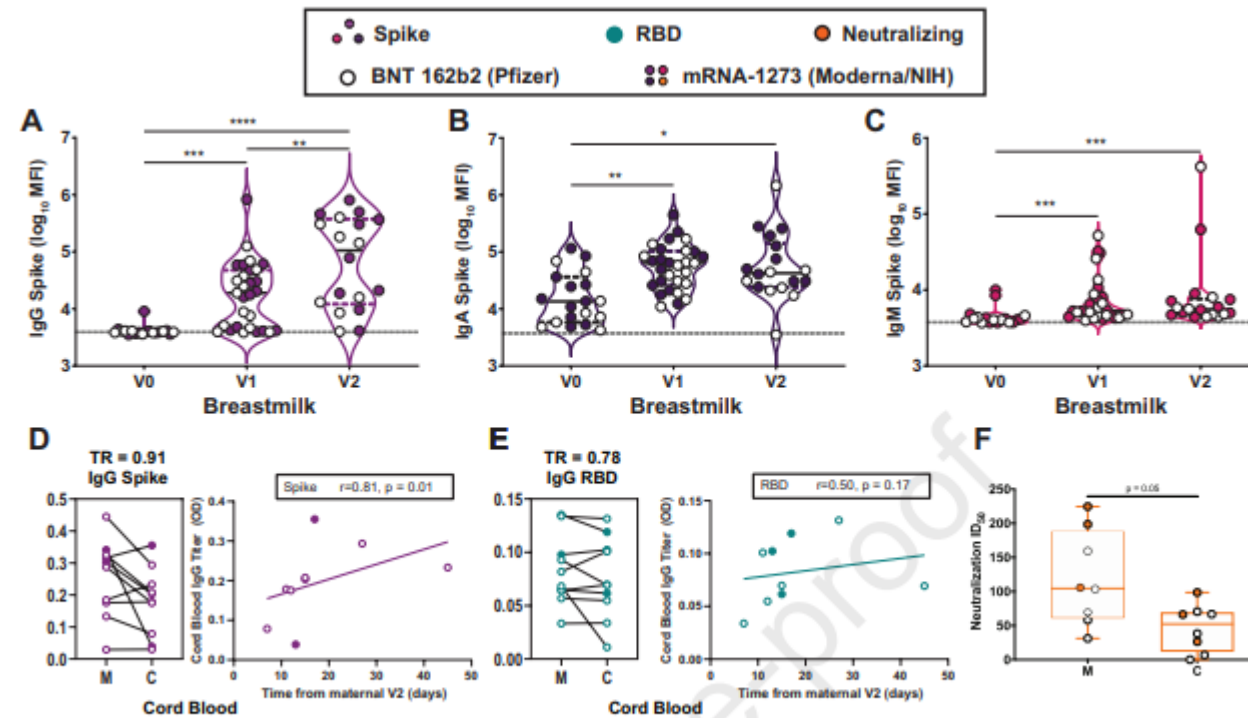 Spike
RBD
Neutralizing
BNT 162b2 (Pfizer)
mRNA-1273 (Moderna/NIH)
A
IgG Spike (log10 MFI)
7
6
5
4
3
****
***
**
V0
V1
V2
Breastmilk
B
IgA Spike (log10 MFI)
7
6
5
4
3
*
**
V0
V1
V2
Breastmilk
C
IgM Spike (log10 MFI)
6
5
4
3
***
***
V0
V1
V2
Breastmilk
D
TR = 0.91
IgG Spike
0.5
0.4
0.3
0.2
0.1
0.0
M
C
Spike r=0.81, p = 0.01
Cord Blood IgG Titer (OD)
0.4
0.3
0.2
0.1
0.0
0
10
20
30
40
50
Time from maternal V2 (days)
Cord Blood
E
TR = 0.78
IgG RBD
0.15
0.10
0.05
0.00
M
C
RBD r=0.50, p = 0.17
Cord Blood IgG Titer (OD)
0.15
0.10
0.05
0.00
0
10
20
30
40
50
Time from maternal V2 (days)
Cord Blood
F
p = 0.05
Neutralization ID50
250
200
150
100
50
0
M
C
e-proof